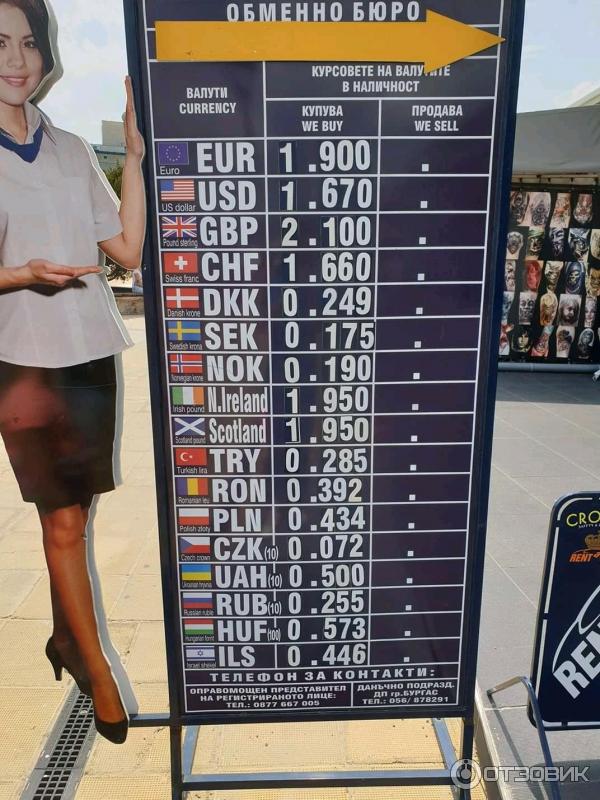 ОБМЕННО БЮРО
ВАЛУТИ
CURRENCY
КУРСОВЕТЕ НА ВАЛУТИТЕ
В НАЛИЧНОСТ
КУПУВА
WE BUY
ПРОДАВА
WE SELL
Euro EUR 1.900 .
US dollar USD 1.670 .
Pound sterling GBP 2.100 .
Swiss franc CHF 1.660 .
Danish krone DKK 0.249 .
Swedish krona SEK 0.175 .
Norwegian krone NOK 0.190 .
Irish pound N.Ireland 1.950 .
Scotland pound Scotland 1.950 .
Turkish lira TRY 0.285 .
Romanian leu RON 0.392 .
Polish zloty PLN 0.434 .
Czech crown CZK(10) 0.072 .
Ukrainian hryvnia UAH(10) 0.500 .
Russian ruble RUB(10) 0.255 .
Hungarian forint HUF(100) 0.573 .
Israel shekel ILS 0.446 .
ТЕЛЕФОН ЗА КОНТАКТИ:
ОПРАВОМОЩЕН ПРЕДСТАВИТЕЛ
НА РЕГИСТРИРАНОТО ЛИЦЕ:
ТЕЛ.: 0877 667 005
ДАНЪЧНО ПОДРАЗД.
ДП гр.БУРГАС
ТЕЛ.: 056/ 878291
CRO
RENT
REN
ОТЗОВИК